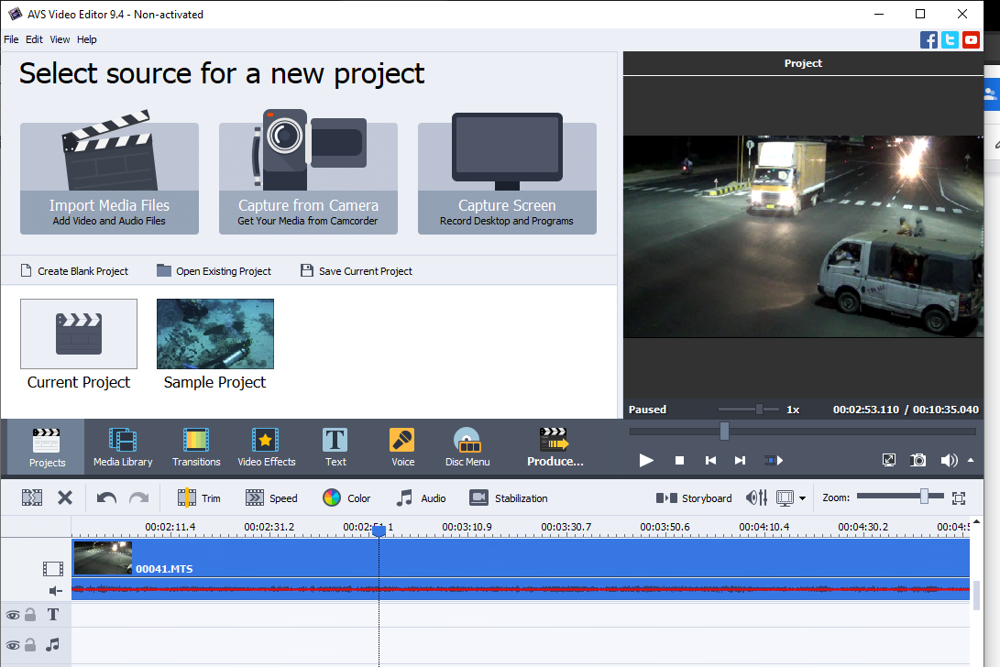 AVS Video Editor 9.4 - Non-activated
File Edit View Help
Select source for a new project
Project
Import Media Files
Add Video and Audio Files
Capture from Camera
Get Your Media from Camcorder
Capture Screen
Record Desktop and Programs
Create Blank Project
Open Existing Project
Save Current Project
Current Project
Sample Project
Paused
1x
00:02:53.110 / 00:10:35.040
Projects
Media Library
Transitions
Video Effects
Text
Voice
Disc Menu
Produce...
Trim
Speed
Color
Audio
Stabilization
Storyboard
Zoom:
00:02:11.4 00:02:31.2 00:02:51.1 00:03:10.9 00:03:30.7 00:03:50.6 00:04:10.4 00:04:30.2 00:04:5
00041.MTS
T